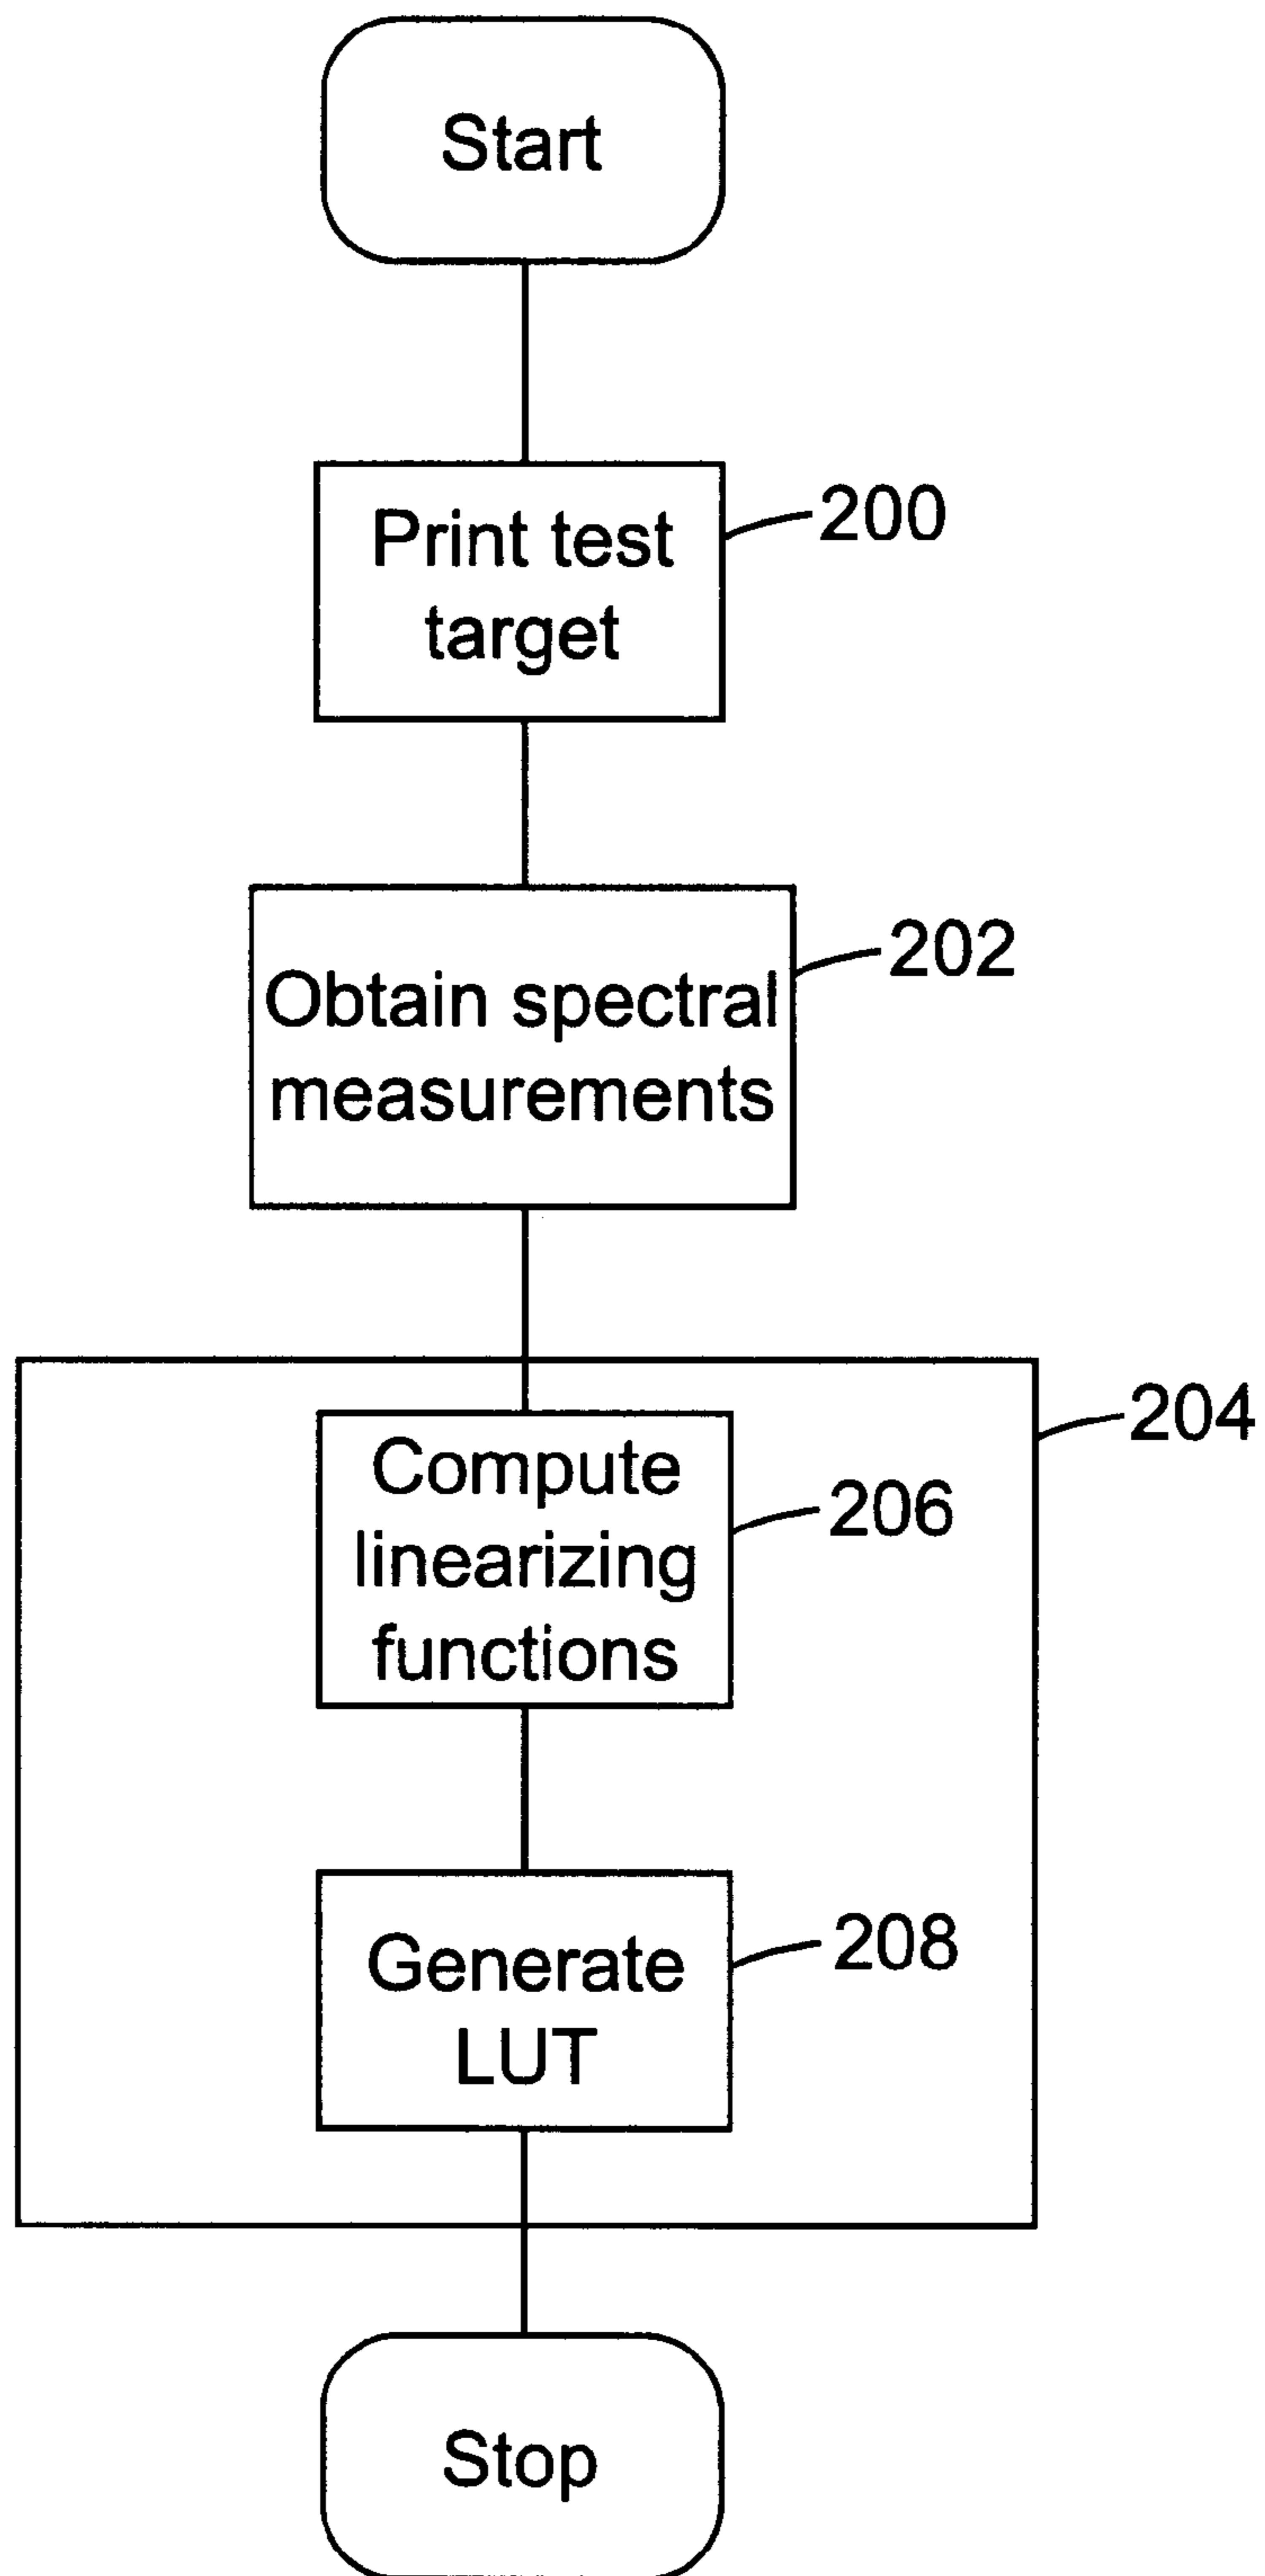 Start
Print test
target
200
Obtain spectral
measurements
202
204
Compute
linearizing
functions
206
Generate
LUT
208
Stop